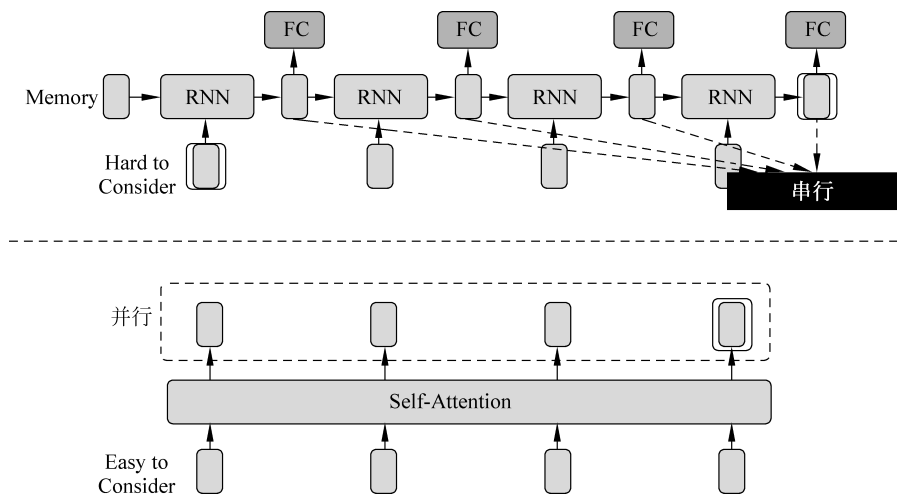 FC FC FC FC
Memory RNN RNN RNN RNN
Hard to
Consider
串行
并行
Self-Attention
Easy to
Consider